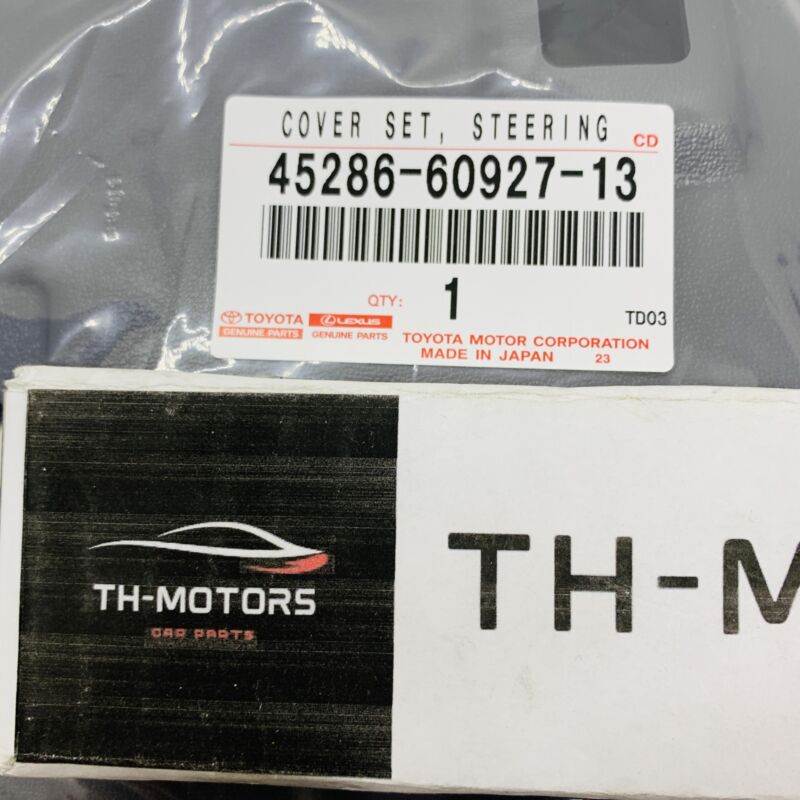 COVER SET, STEERING
CD
45286-60927-13
QTY: 1
TD03
TOYOTA
GENUINE PARTS
LEXUS
GENUINE PARTS
TOYOTA MOTOR CORPORATION
MADE IN JAPAN 23
TH-MOTORS
CAR PARTS
TH-M